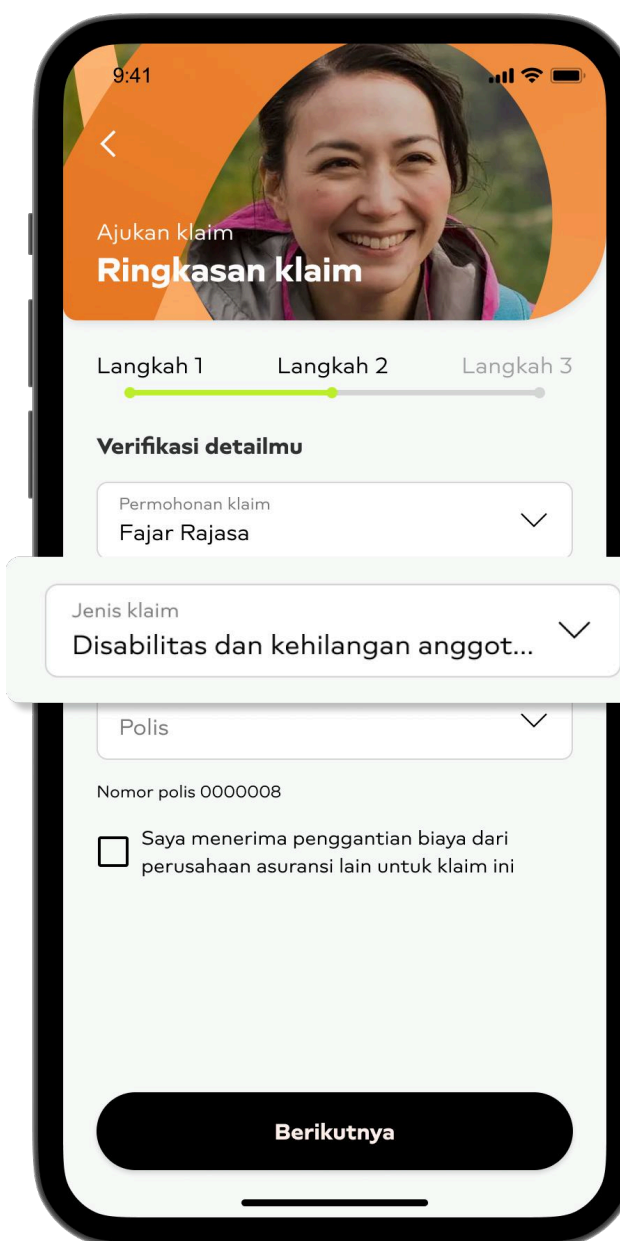 9:41
Ajukan klaim
Ringkasan klaim
Langkah 1
Langkah 2
Langkah 3
Verifikasi detailmu
Permohonan klaim
Fajar Rajasa
Jenis klaim
Disabilitas dan kehilangan anggot...
Polis
Nomor polis 0000008
Saya menerima penggantian biaya dari
perusahaan asuransi lain untuk klaim ini
Berikutnya